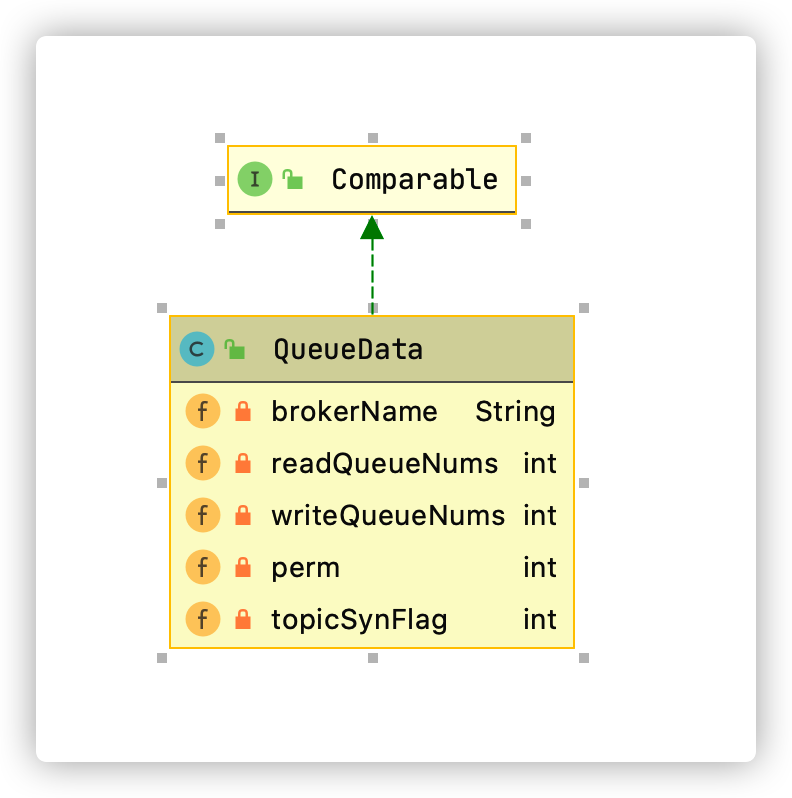 I Comparable
C QueueData
f brokerName String
f readQueueNums int
f writeQueueNums int
f perm int
f topicSynFlag int